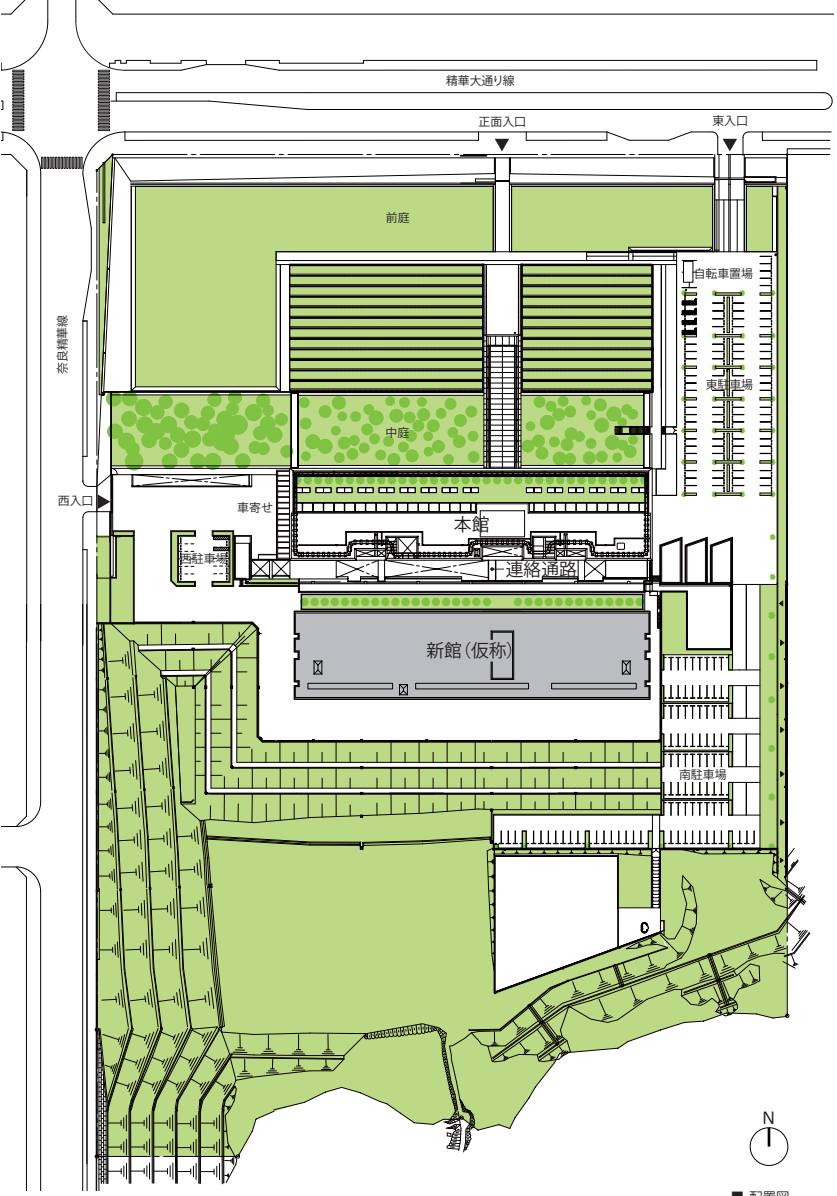 精華大通り線
正面入口
東入口
前庭
自転車置場
奈良精華線
東駐車場
中庭
西入口
車寄せ
本館
西駐車場
連絡通路
新館(仮称)
南駐車場
N
■ 配置図